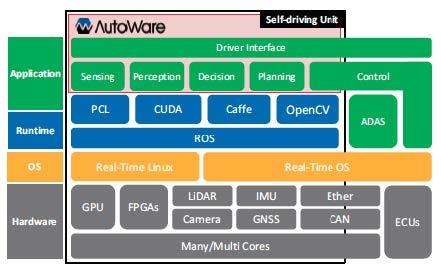 Self-driving Unit
AutoWare
Driver Interface
Application
Sensing Perception Decision Planning Control
PCL CUDA Caffe OpenCV
ADAS
Runtime
ROS
OS Real-Time Linux Real-Time OS
Hardware
GPU FPGAs LiDAR IMU Ether
Camera GNSS CAN
ECUs
Many/Multi Cores